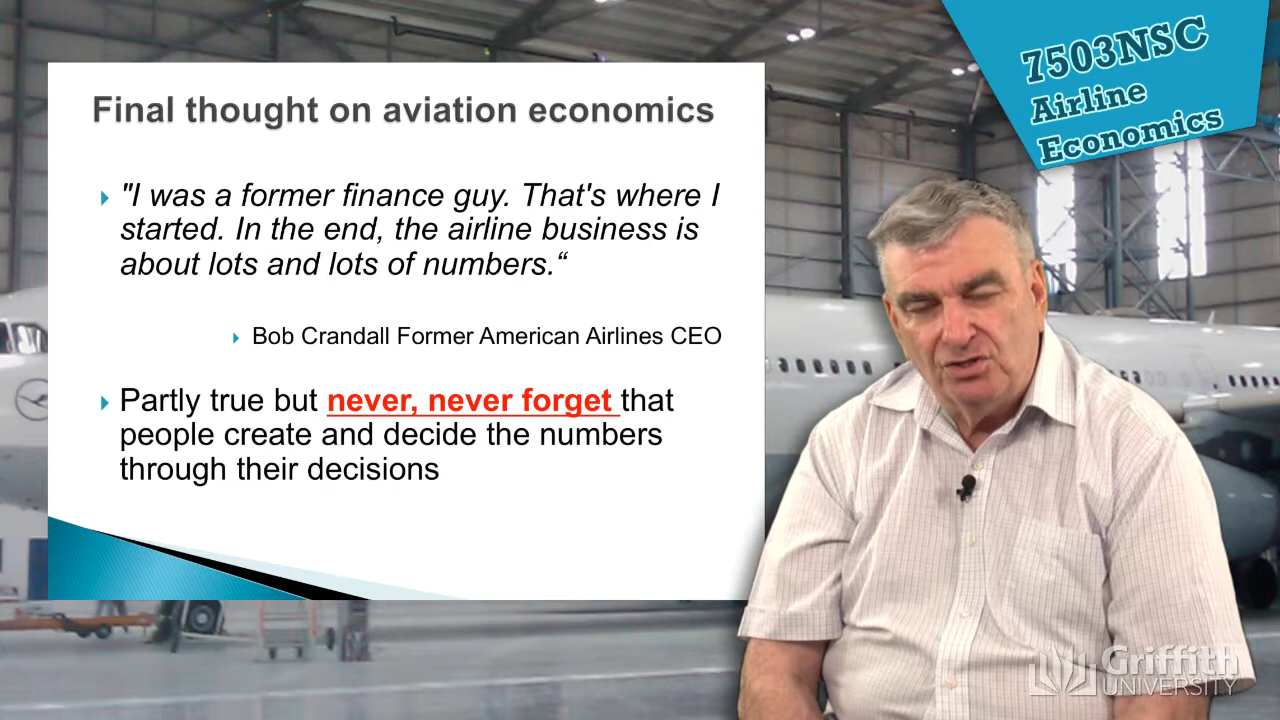 Final thought on aviation economics
"I was a former finance guy. That's where I
started. In the end, the airline business is
about lots and lots of numbers.“
Bob Crandall Former American Airlines CEO
Partly true but never, never forget that
people create and decide the numbers
through their decisions
7503NSC
Airline
Economics
Griffith
UNIVERSITY